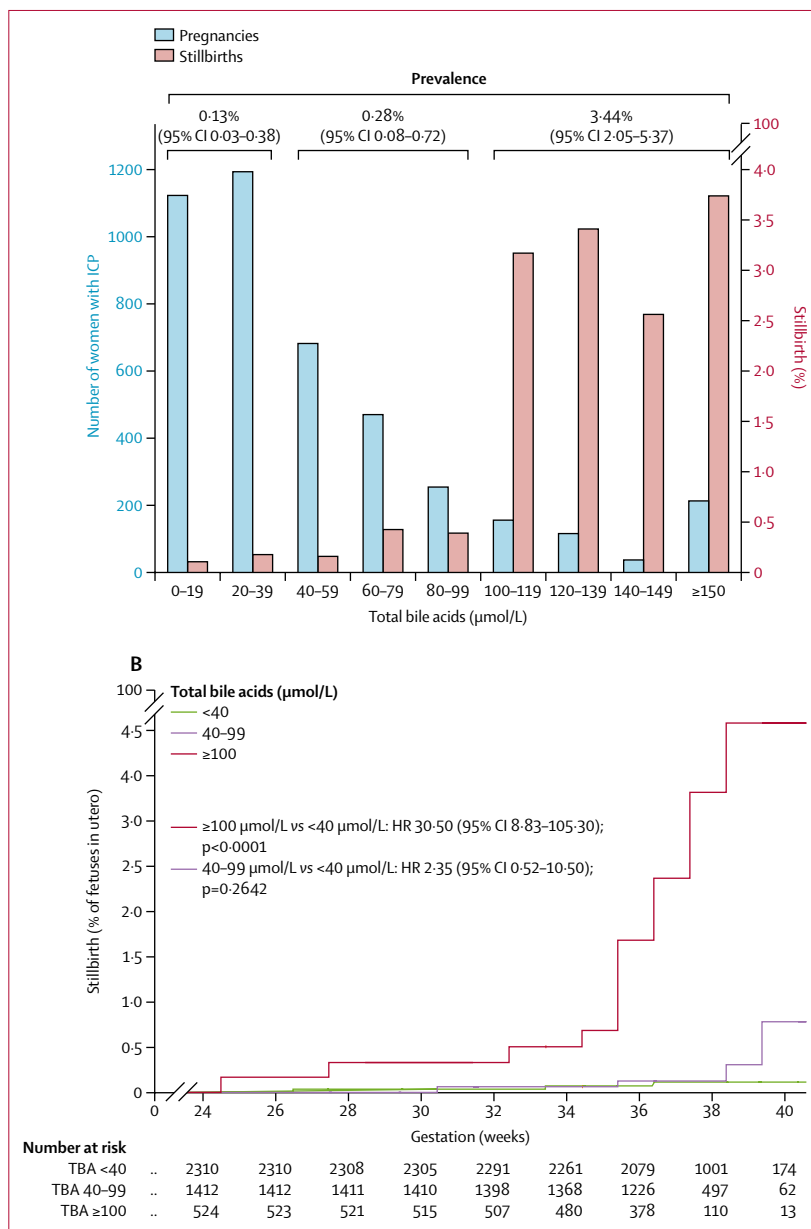 Pregnancies
Stillbirths
Prevalence
0·13%
(95% CI 0·03–0·38)
0·28%
(95% CI 0·08–0·72)
3·44%
(95% CI 2·05–5·37)
Number of women with ICP
1200
1000
800
600
400
200
0
100
4·0
3·5
3·0
2·5
2·0
1·5
1·0
0·5
0
Stillbirth (%)
0–19 20–39 40–59 60–79 80–99 100–119 120–139 140–149 ≥150
Total bile acids (µmol/L)
B
Total bile acids (µmol/L)
<40
40–99
≥100
≥100 µmol/L vs <40 µmol/L: HR 30·50 (95% CI 8·83–105·30);
p<0·0001
40–99 µmol/L vs <40 µmol/L: HR 2·35 (95% CI 0·52–10·50);
p=0·2642
Stillbirth (% of fetuses in utero)
100
4·5
3·0
2·0
1·5
1·0
0·5
0
0 24 26 28 30 32 34 36 38 40
Gestation (weeks)
Number at risk
TBA <40 .. 2310 2310 2308 2305 2291 2261 2079 1001 174
TBA 40–99 .. 1412 1412 1411 1410 1398 1368 1226 497 62
TBA ≥100 .. 524 523 521 515 507 480 378 110 13